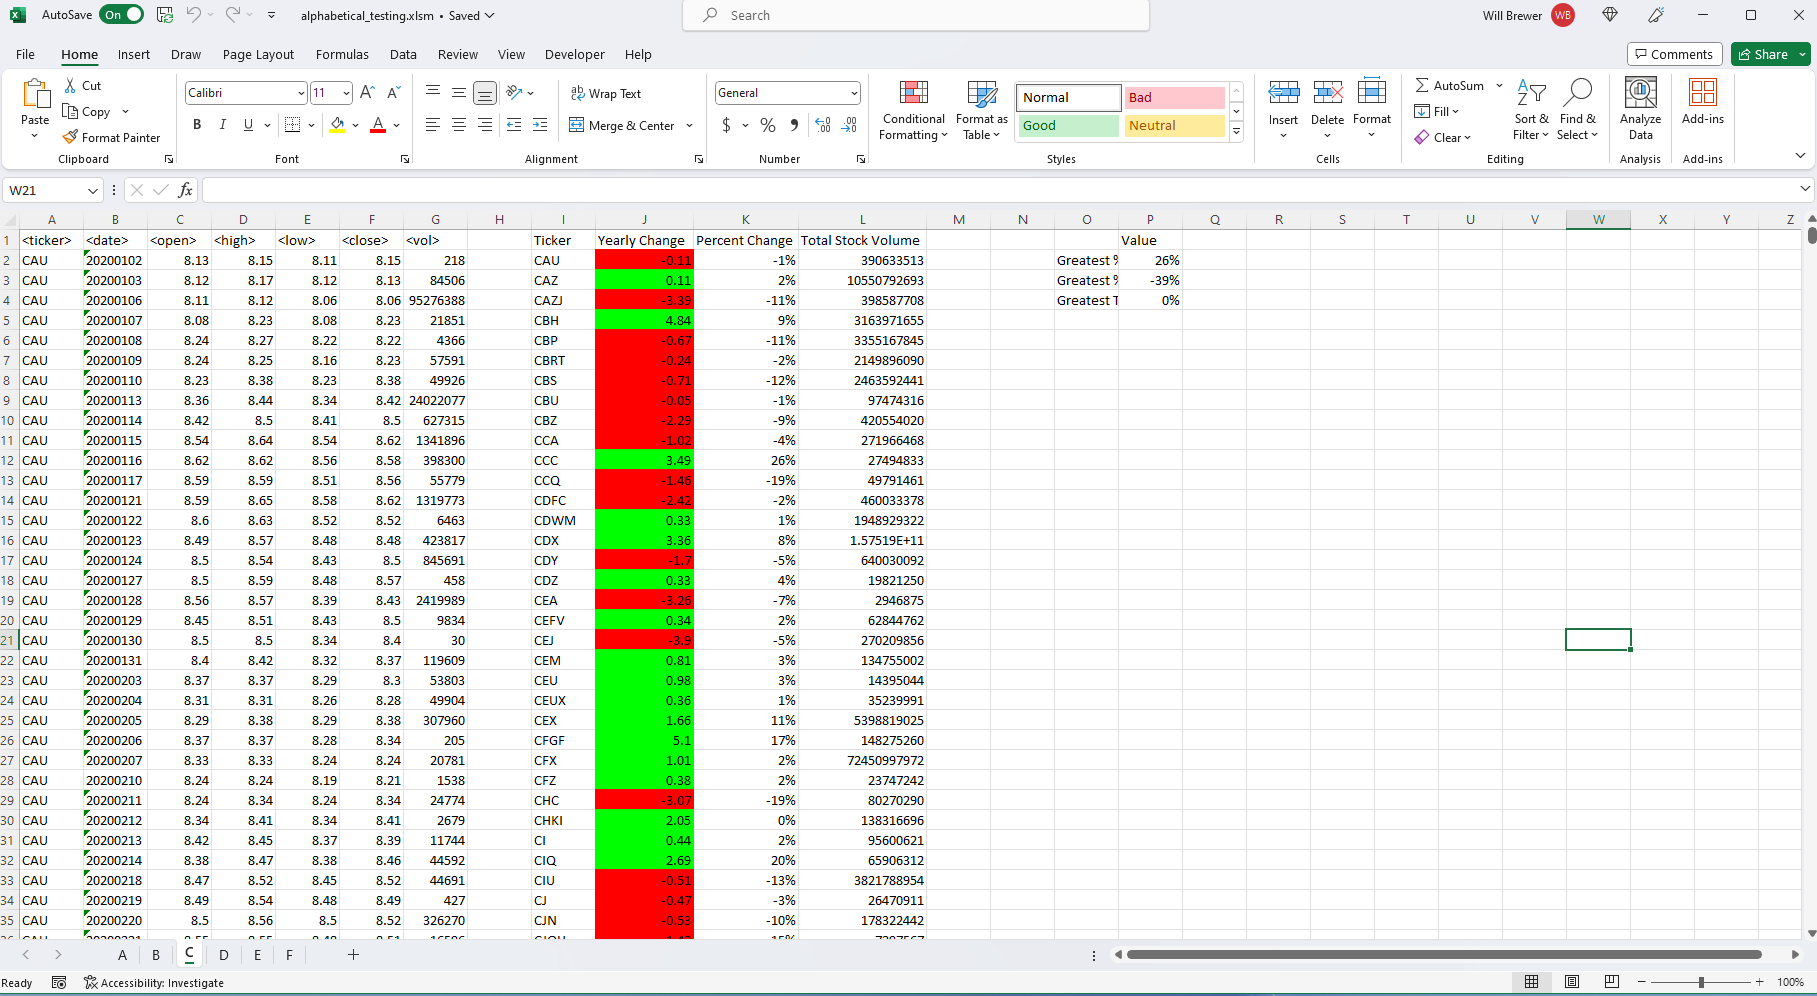 AutoSave On alphabetical_testing.xlsm • Saved Search Will Brewer WB
File Home Insert Draw Page Layout Formulas Data Review View Developer Help Comments Share
Paste Cut Copy Format Painter Clipboard
Calibri 11 B I U Font
Wrap Text Merge & Center Alignment
General $ % Number
Conditional Formatting Format as Table Normal Bad Good Neutral Styles
Insert Delete Format Cells
AutoSum Fill Clear Sort & Filter Find & Select Editing
Analyze Data Analysis
Add-ins Add-ins
W21 fx
A B C D E F G H I J K L M N O P Q R S T U V W X Y Z
1 <ticker> <date> <open> <high> <low> <close> <vol> Ticker Yearly Change Percent Change Total Stock Volume Value
2 CAU 20200102 8.13 8.15 8.11 8.15 218 CAU -0.11 -1% 390633513 Greatest % 26%
3 CAU 20200103 8.12 8.17 8.12 8.13 84506 CAZ 0.11 2% 10550792693 Greatest % -39%
4 CAU 20200106 8.11 8.12 8.06 8.06 95276388 CAZJ -3.39 -11% 398587708 Greatest T 0%
5 CAU 20200107 8.08 8.23 8.08 8.23 21851 CBH 4.84 9% 3163971655
6 CAU 20200108 8.24 8.27 8.22 8.22 4366 CBP -0.67 -11% 3355167845
7 CAU 20200109 8.24 8.25 8.16 8.23 57591 CBRT -0.24 -2% 2149896090
8 CAU 20200110 8.23 8.38 8.23 8.38 49926 CBS -0.71 -12% 2463592441
9 CAU 20200113 8.36 8.44 8.34 8.42 24022077 CBU -0.05 -1% 97474316
10 CAU 20200114 8.42 8.5 8.41 8.5 627315 CBZ -2.29 -9% 420554020
11 CAU 20200115 8.54 8.64 8.54 8.62 1341896 CCA -1.02 -4% 271966468
12 CAU 20200116 8.62 8.62 8.56 8.58 398300 CCC 3.49 26% 27494833
13 CAU 20200117 8.59 8.59 8.51 8.56 55779 CCQ -1.46 -19% 49791461
14 CAU 20200121 8.59 8.65 8.58 8.62 1319773 CDFC -2.42 -2% 460033378
15 CAU 20200122 8.6 8.63 8.52 8.52 6463 CDWM 0.33 1% 1948929322
16 CAU 20200123 8.49 8.57 8.48 8.48 423817 CDX 3.36 8% 1.57519E+11
17 CAU 20200124 8.5 8.54 8.43 8.5 845691 CDY -1.7 -5% 640030092
18 CAU 20200127 8.5 8.59 8.48 8.57 458 CDZ 0.33 4% 19821250
19 CAU 20200128 8.56 8.57 8.39 8.43 2419989 CEA -3.26 -7% 2946875
20 CAU 20200129 8.45 8.51 8.43 8.5 9834 CEFV 0.34 2% 62844762
21 CAU 20200130 8.5 8.5 8.34 8.4 30 CEJ -3.9 -5% 270209856
22 CAU 20200131 8.4 8.42 8.32 8.37 119609 CEM 0.81 3% 134755002
23 CAU 20200203 8.37 8.37 8.29 8.3 53803 CEU 0.98 3% 14395044
24 CAU 20200204 8.31 8.31 8.26 8.28 49904 CEUX 0.36 1% 35239991
25 CAU 20200205 8.29 8.38 8.29 8.38 307960 CEX 1.66 11% 5398819025
26 CAU 20200206 8.37 8.37 8.28 8.34 205 CFGF 5.1 17% 148275260
27 CAU 20200207 8.33 8.33 8.24 8.24 20781 CFX 1.01 2% 72450997972
28 CAU 20200210 8.24 8.24 8.19 8.21 1538 CFZ 0.38 2% 23747242
29 CAU 20200211 8.24 8.34 8.24 8.34 24774 CHC -3.07 -19% 80270290
30 CAU 20200212 8.34 8.41 8.34 8.41 2679 CHKI 2.05 0% 138316696
31 CAU 20200213 8.42 8.45 8.37 8.39 11744 CI 0.44 2% 95600621
32 CAU 20200214 8.38 8.47 8.38 8.46 44592 CIQ 2.69 20% 65906312
33 CAU 20200218 8.47 8.52 8.45 8.52 44691 CIU -0.51 -13% 3821788954
34 CAU 20200219 8.49 8.54 8.48 8.49 427 CJ -0.47 -3% 26470911
35 CAU 20200220 8.5 8.56 8.5 8.52 326270 CJN -0.53 -10% 178322442
A B C D E F
Ready Accessibility: Investigate 100%